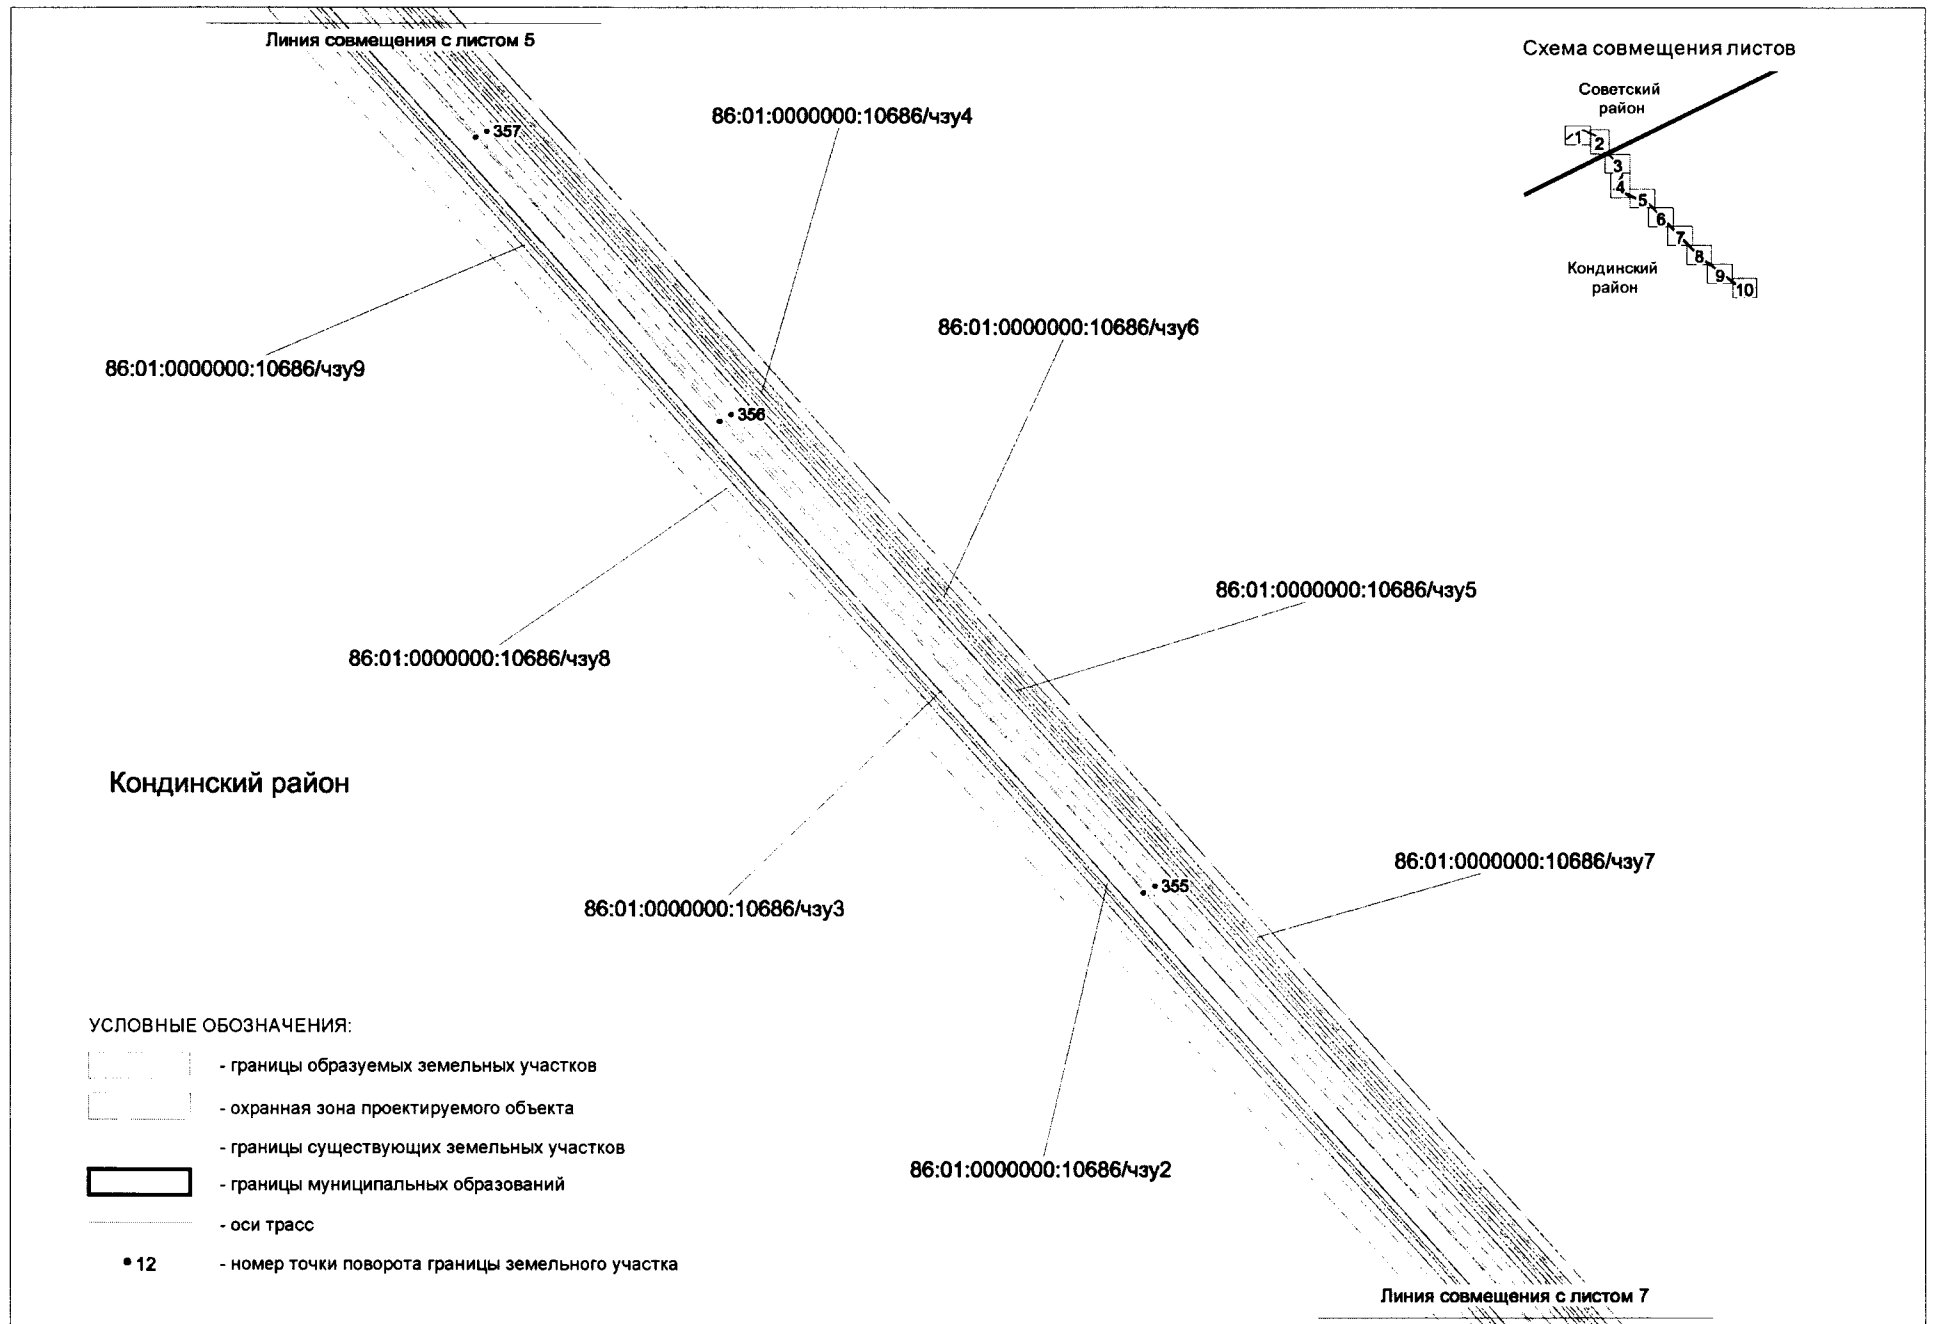 Линия совмещения с листом 5
Схема совмещения листов
Советский
район
1
2
3
4
5
6
7
8
9
10
Кондинский
район
86:01:0000000:10686/чзу4
357
86:01:0000000:10686/чзу6
86:01:0000000:10686/чзу9
356
86:01:0000000:10686/чзу5
86:01:0000000:10686/чзу8
Кондинский район
86:01:0000000:10686/чзу7
355
86:01:0000000:10686/чзу3
86:01:0000000:10686/чзу2
УСЛОВНЫЕ ОБОЗНАЧЕНИЯ:
- границы образуемых земельных участков
- охранная зона проектируемого объекта
- границы существующих земельных участков
- границы муниципальных образований
- оси трасс
12 - номер точки поворота границы земельного участка
Линия совмещения с листом 7